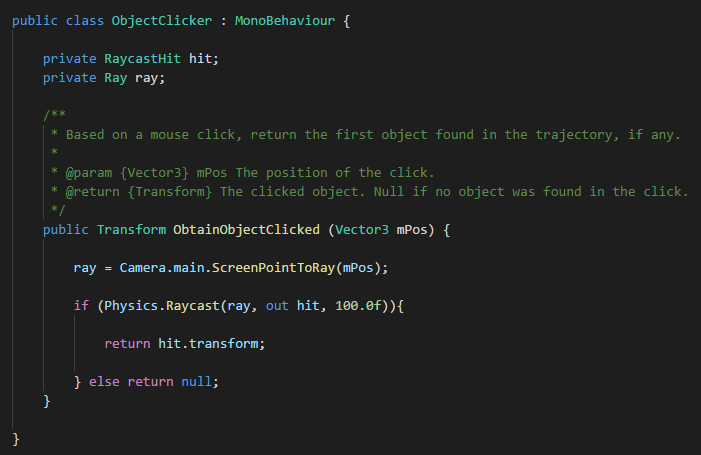 public class ObjectClicker : MonoBehaviour {
private RaycastHit hit;
private Ray ray;
/**
* Based on a mouse click, return the first object found in the trajectory, if any.
*
* @param {Vector3} mPos The position of the click.
* @return {Transform} The clicked object. Null if no object was found in the click.
*/
public Transform ObtainObjectClicked (Vector3 mPos) {
ray = Camera.main.ScreenPointToRay(mPos);
if (Physics.Raycast(ray, out hit, 100.0f)){
return hit.transform;
} else return null;
}
}